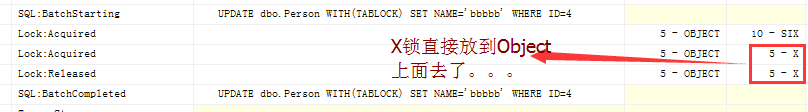 SQL:BatchStarting UPDATE dbo.Person WITH(TABLOCK) SET NAME='bbbbb' WHERE ID=4
Lock:Acquired 5 - OBJECT 10 - SIX
Lock:Acquired 5 - OBJECT 5 - X
Lock:Released 5 - OBJECT 5 - X
SQL:BatchCompleted UPDATE dbo.Person WITH(TABLOCK) SET NAME='bbbbb' WHERE ID=4
X锁直接放到Object
上面去了。。。